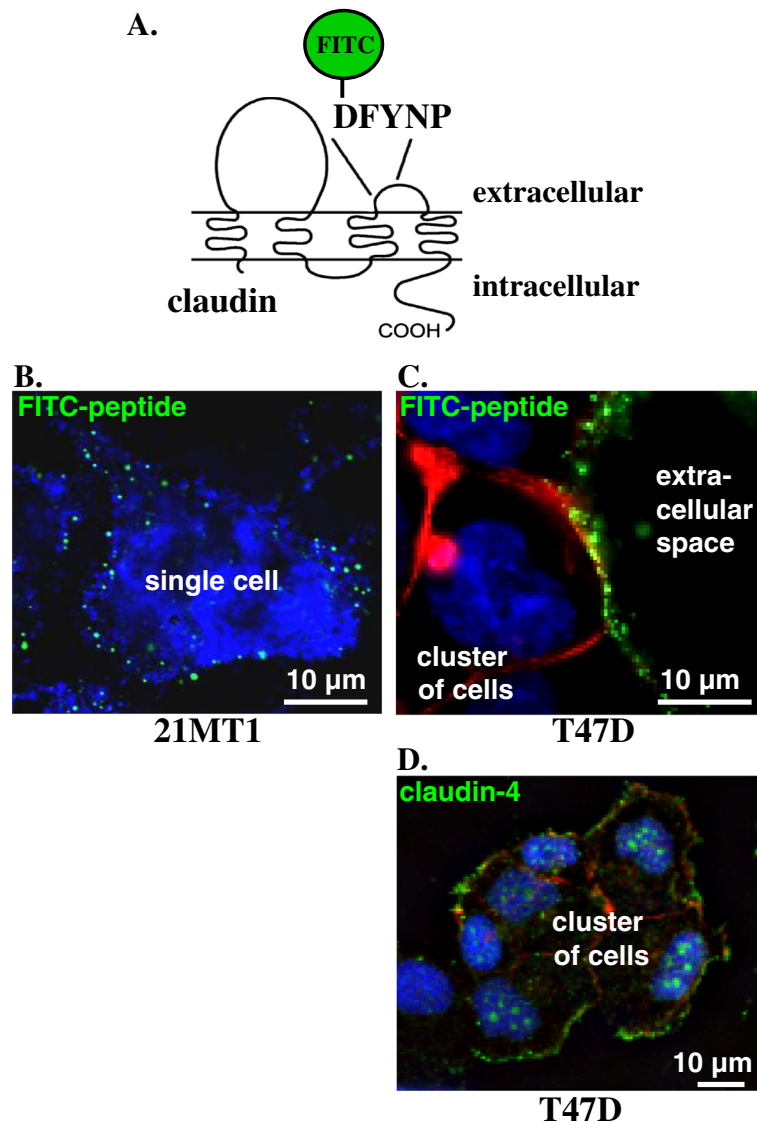 A.
FITC
DFYNP
extracellular
claudin
intracellular
COOH
B.
FITC-peptide
single cell
10 µm
21MT1
C.
FITC-peptide
extra-
cellular
space
cluster
of cells
10 µm
T47D
D.
claudin-4
cluster
of cells
10 µm
T47D